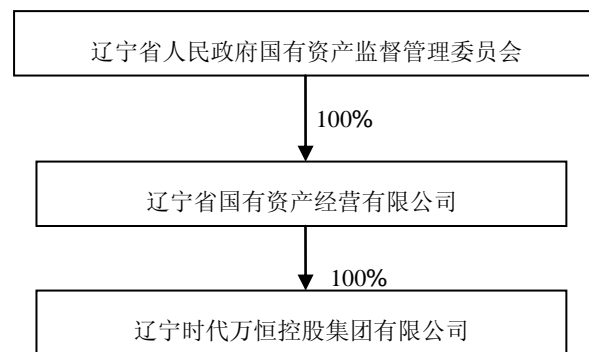 辽宁省人民政府国有资产监督管理委员会
100%
辽宁省国有资产经营有限公司
100%
辽宁时代万恒控股集团有限公司